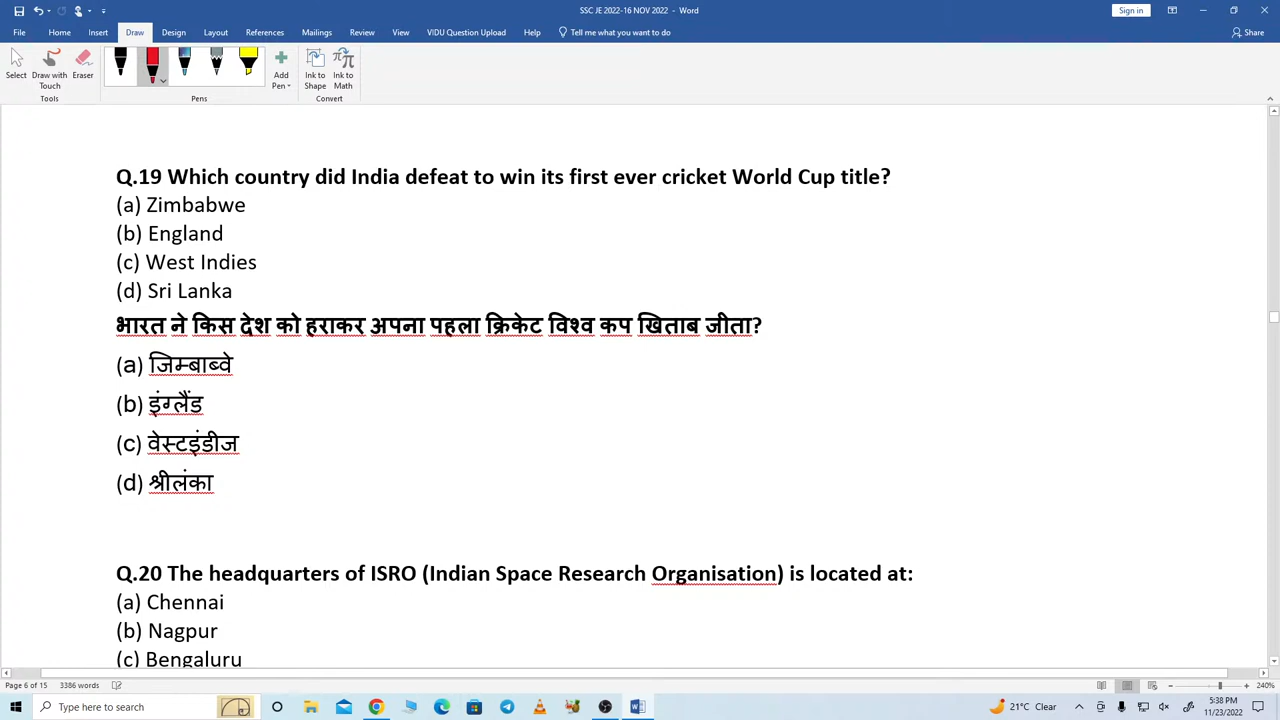 SSC JE 2022-16 NOV 2022 - Word
Sign in
File Home Insert Draw Design Layout References Mailings Review View VIDU Question Upload Help Tell me what you want to do Share
Select Draw with Touch Eraser Add Pen Ink to Shape Ink to Math
Tools Pens Convert
Q.19 Which country did India defeat to win its first ever cricket World Cup title?
(a) Zimbabwe
(b) England
(c) West Indies
(d) Sri Lanka
भारत ने किस देश को हराकर अपना पहला क्रिकेट विश्व कप खिताब जीता?
(a) जिम्बाब्वे
(b) इंग्लैंड
(c) वेस्टइंडीज
(d) श्रीलंका
Q.20 The headquarters of ISRO (Indian Space Research Organisation) is located at:
(a) Chennai
(b) Nagpur
(c) Bengaluru
Page 6 of 15 3386 words 240%
Type here to search 21°C Clear 5:38 PM
11/23/2022